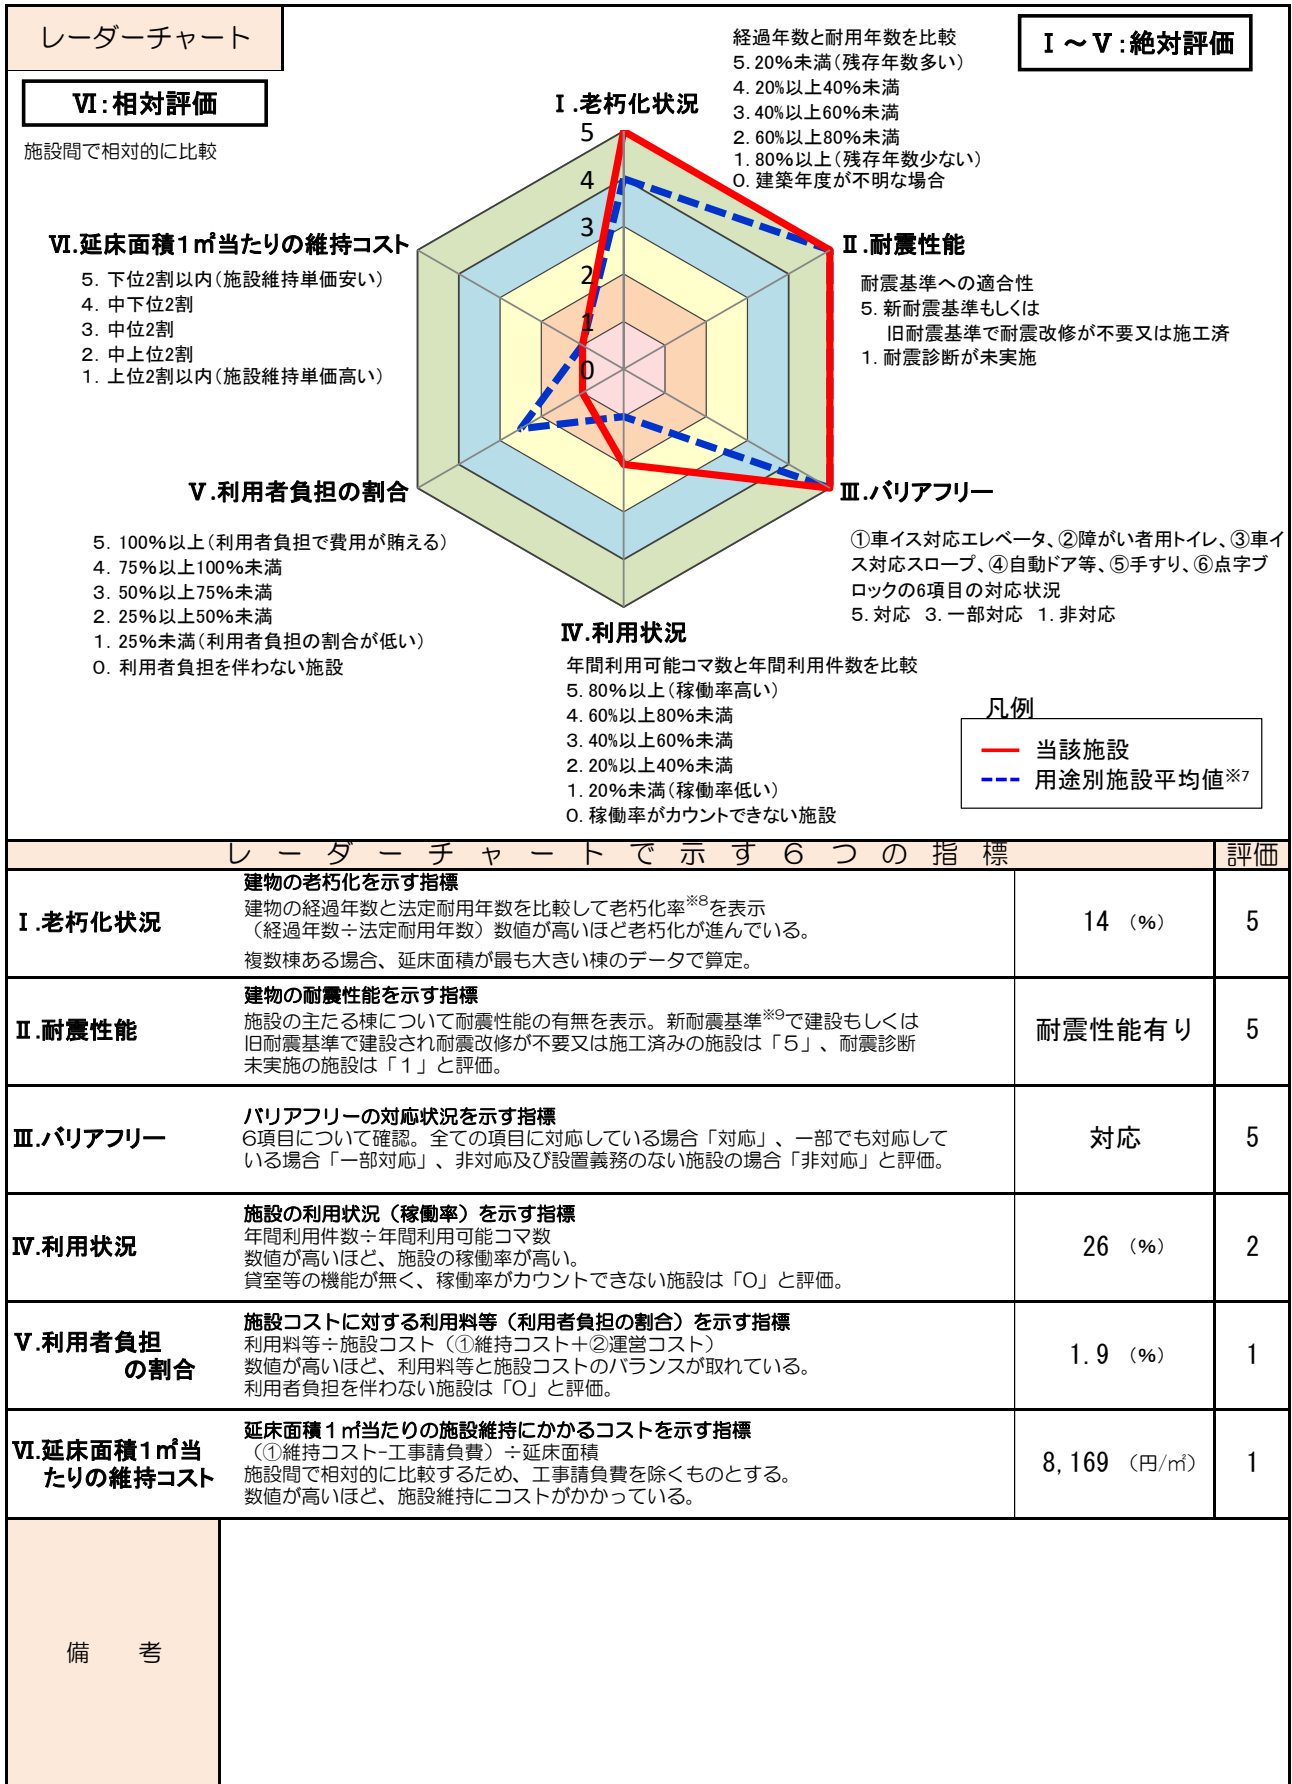 レーダーチャート
Ⅰ～Ⅴ:絶対評価
Ⅵ:相対評価
施設間で相対的に比較
経過年数と耐用年数を比較
5.20%未満(残存年数多い)
4.20%以上40%未満
3.40%以上60%未満
2.60%以上80%未満
1.80%以上(残存年数少ない)
0.建築年度が不明な場合
Ⅰ.老朽化状況
5
4
3
2
1
0
Ⅵ.延床面積1㎡当たりの維持コスト
5. 下位2割以内(施設維持単価安い)
4. 中下位2割
3. 中位2割
2. 中上位2割
1. 上位2割以内(施設維持単価高い)
Ⅱ.耐震性能
耐震基準への適合性
5.新耐震基準もしくは
旧耐震基準で耐震改修が不要又は施工済
1.耐震診断が未実施
Ⅴ.利用者負担の割合
5. 100%以上(利用者負担で費用が賄える)
4. 75%以上100%未満
3. 50%以上75%未満
2. 25%以上50%未満
1. 25%未満(利用者負担の割合が低い)
0. 利用者負担を伴わない施設
Ⅲ.バリアフリー
①車イス対応エレベータ、②障がい者用トイレ、③車イ
ス対応スロープ、④自動ドア等、⑤手すり、⑥点字ブ
ロックの6項目の対応状況
5.対応 3.一部対応 1.非対応
Ⅳ.利用状況
年間利用可能コマ数と年間利用件数を比較
5.80%以上(稼働率高い)
4.60%以上80%未満
3.40%以上60%未満
2.20%以上40%未満
1.20%未満(稼働率低い)
0.稼働率がカウントできない施設
凡例
当該施設
用途別施設平均値※7
レーダーチャートで示す6つの指標 評価
Ⅰ.老朽化状況
建物の老朽化を示す指標
建物の経過年数と法定耐用年数を比較して老朽化率※8を表示
(経過年数÷法定耐用年数)数値が高いほど老朽化が進んでいる。
複数棟ある場合、延床面積が最も大きい棟のデータで算定。
14 (%) 5
Ⅱ.耐震性能
建物の耐震性能を示す指標
施設の主たる棟について耐震性能の有無を表示。新耐震基準※9で建設もしくは
旧耐震基準で建設され耐震改修が不要又は施工済みの施設は「5」、耐震診断
未実施の施設は「1」と評価。
耐震性能有り 5
Ⅲ.バリアフリー
バリアフリーの対応状況を示す指標
6項目について確認。全ての項目に対応している場合「対応」、一部でも対応して
いる場合「一部対応」、非対応及び設置義務のない施設の場合「非対応」と評価。
対応 5
Ⅳ.利用状況
施設の利用状況(稼働率)を示す指標
年間利用件数÷年間利用可能コマ数
数値が高いほど、施設の稼働率が高い。
貸室等の機能が無く、稼働率がカウントできない施設は「0」と評価。
26 (%) 2
Ⅴ.利用者負担
の割合
施設コストに対する利用料等(利用者負担の割合)を示す指標
利用料等÷施設コスト(①維持コスト+②運営コスト)
数値が高いほど、利用料等と施設コストのバランスが取れている。
利用者負担を伴わない施設は「0」と評価。
1.9 (%) 1
Ⅵ.延床面積1㎡当
たりの維持コスト
延床面積1㎡当たりの施設維持にかかるコストを示す指標
(①維持コスト-工事請負費)÷延床面積
施設間で相対的に比較するため、工事請負費を除くものとする。
数値が高いほど、施設維持にコストがかかっている。
8,169 (円/㎡) 1
備考